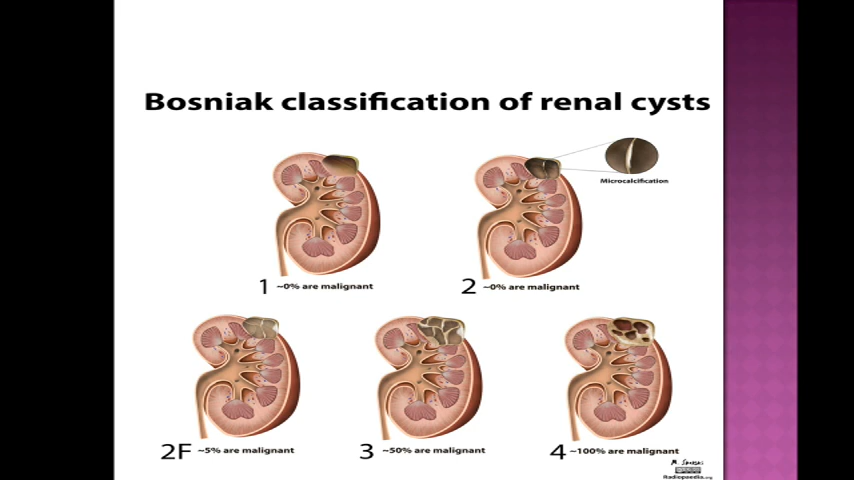 Bosniak classification of renal cysts
Microcalcification
1 ~0% are malignant
2 ~0% are malignant
2F ~5% are malignant
3 ~50% are malignant
4 ~100% are malignant
Radiopaedia.org